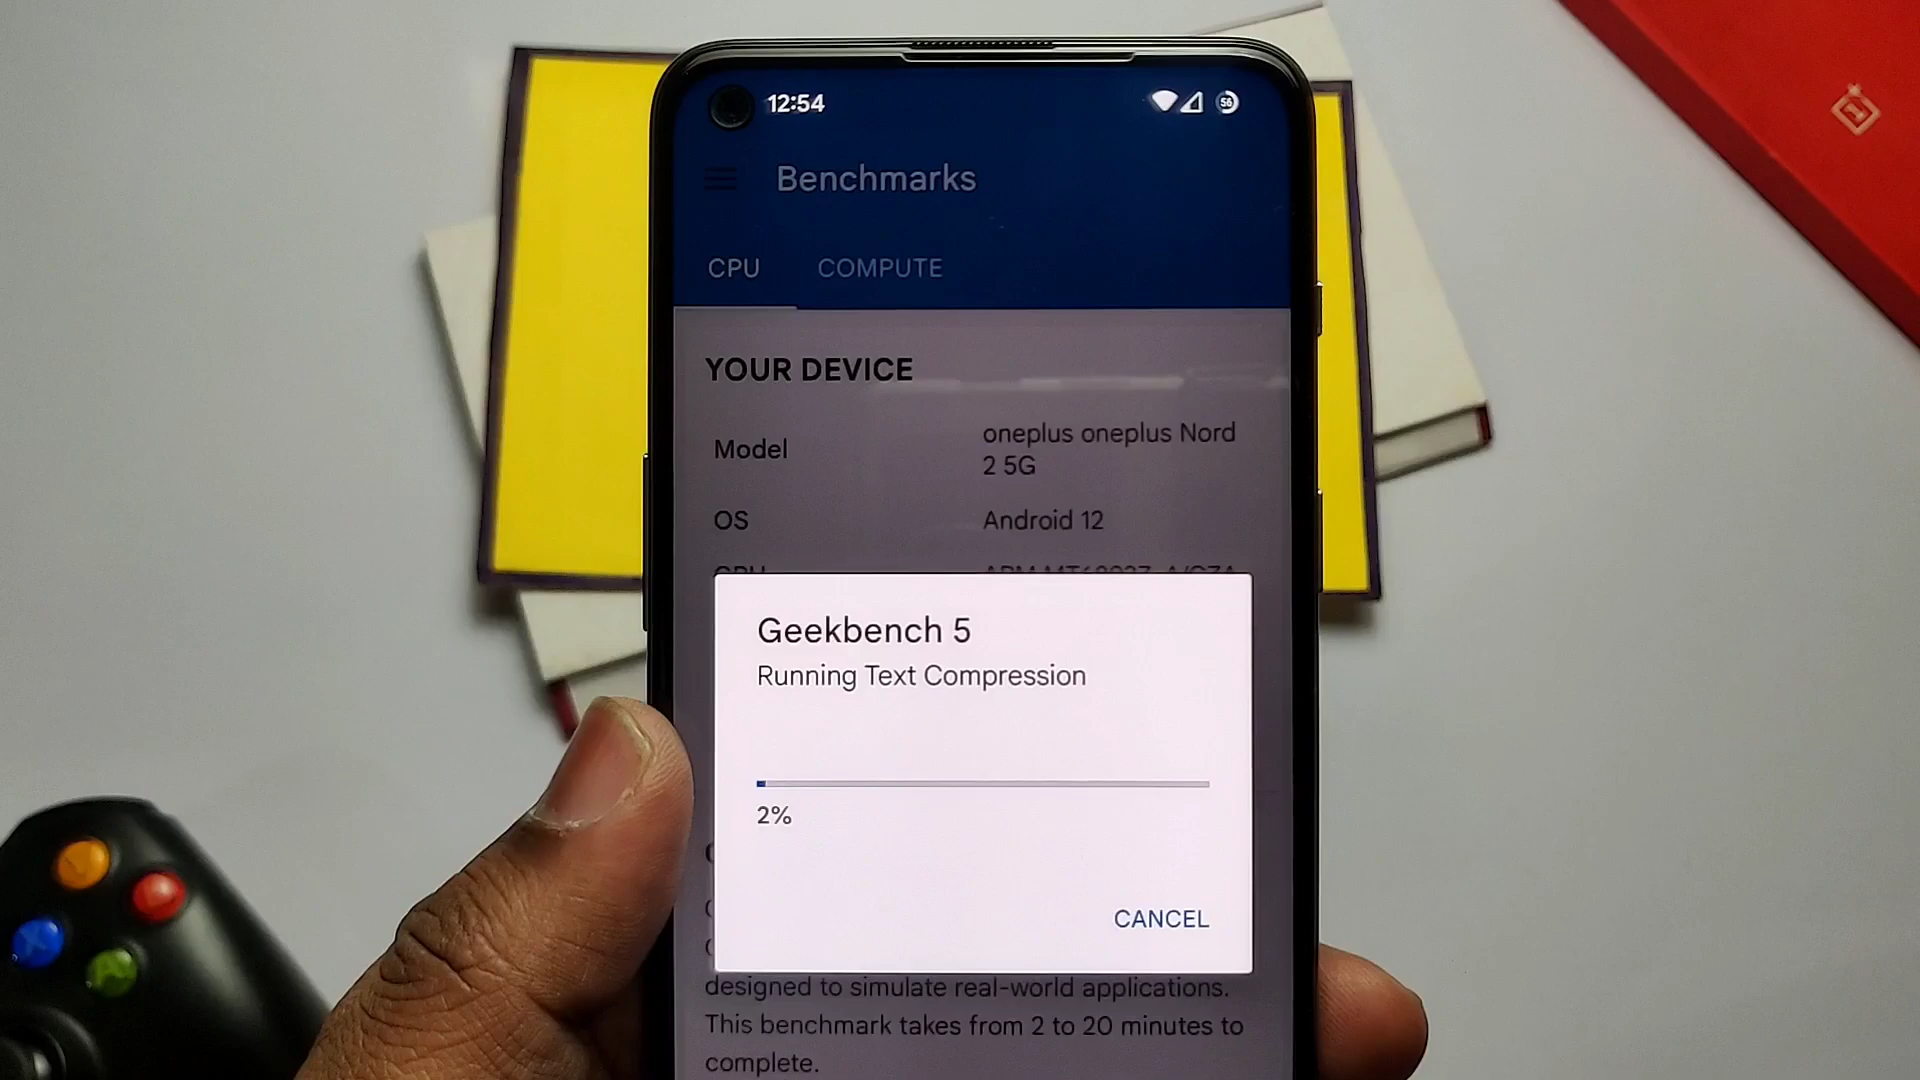 12:54
56
Benchmarks
CPU COMPUTE
YOUR DEVICE
Model
oneplus oneplus Nord
2 5G
OS
Android 12
Geekbench 5
Running Text Compression
2%
CANCEL
designed to simulate real-world applications.
This benchmark takes from 2 to 20 minutes to
complete.